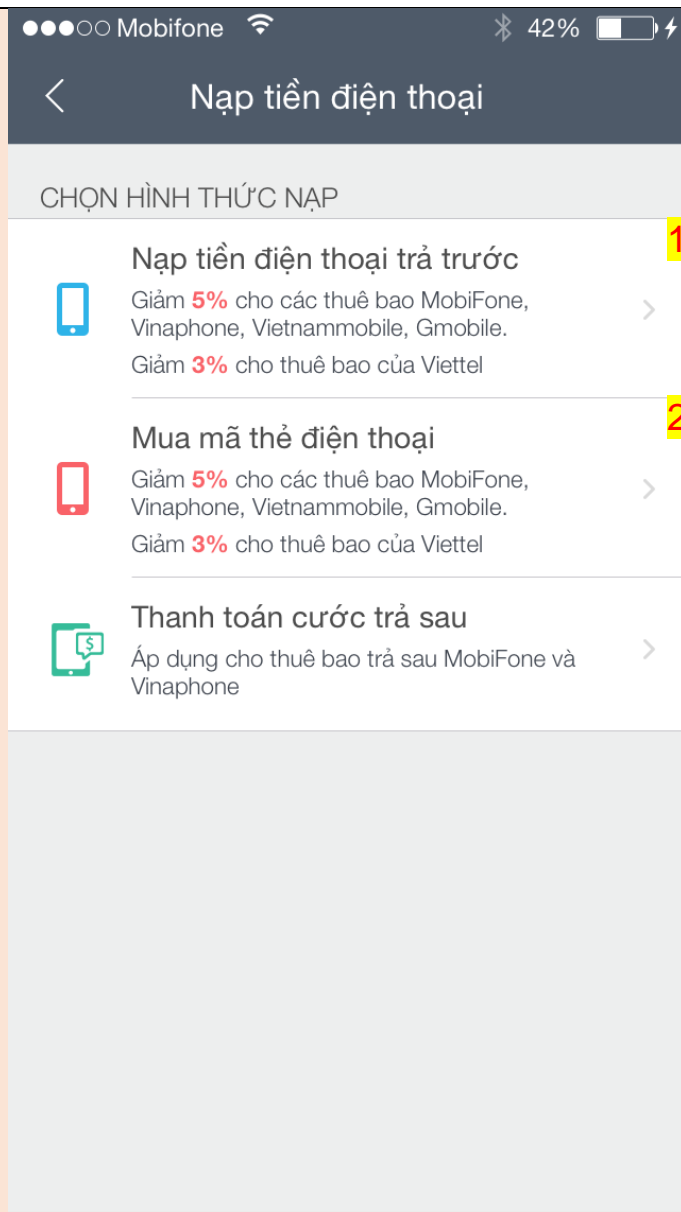 Mobifone 42%
Nạp tiền điện thoại
CHỌN HÌNH THỨC NẠP
1
Nạp tiền điện thoại trả trước
Giảm 5% cho các thuê bao MobiFone,
Vinaphone, Vietnammobile, Gmobile.
Giảm 3% cho thuê bao của Viettel
2
Mua mã thẻ điện thoại
Giảm 5% cho các thuê bao MobiFone,
Vinaphone, Vietnammobile, Gmobile.
Giảm 3% cho thuê bao của Viettel
Thanh toán cước trả sau
$
Áp dụng cho thuê bao trả sau MobiFone và
Vinaphone